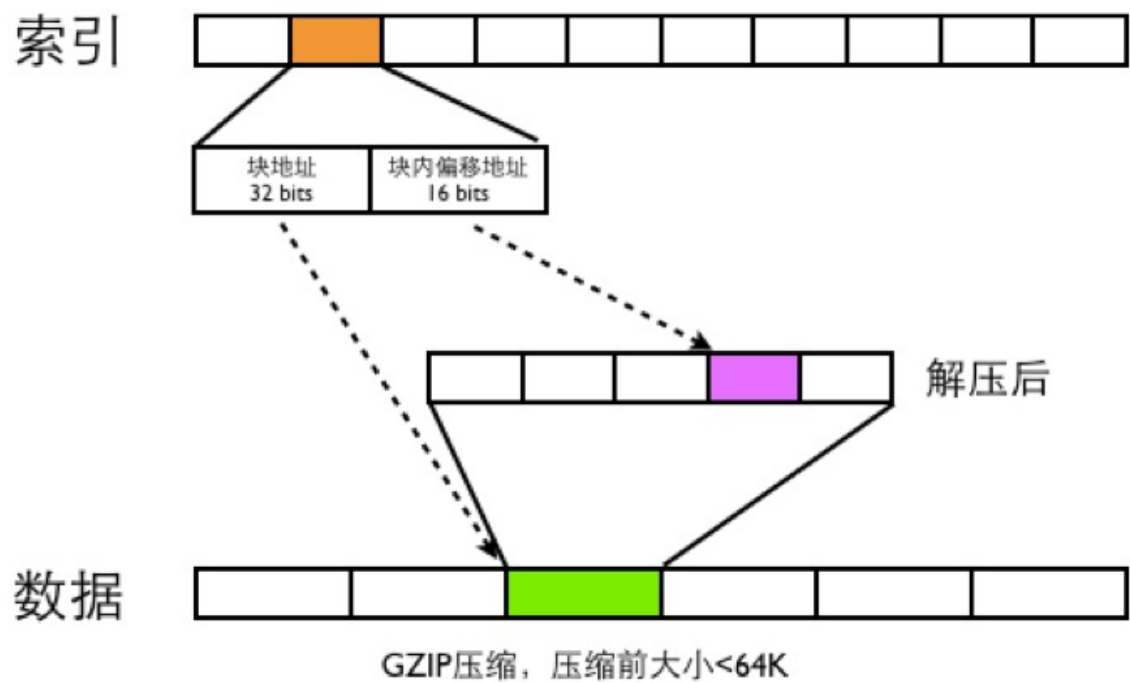 索引
块地址
32 bits
块内偏移地址
16 bits
解压后
数据
GZIP压缩，压缩前大小<64K